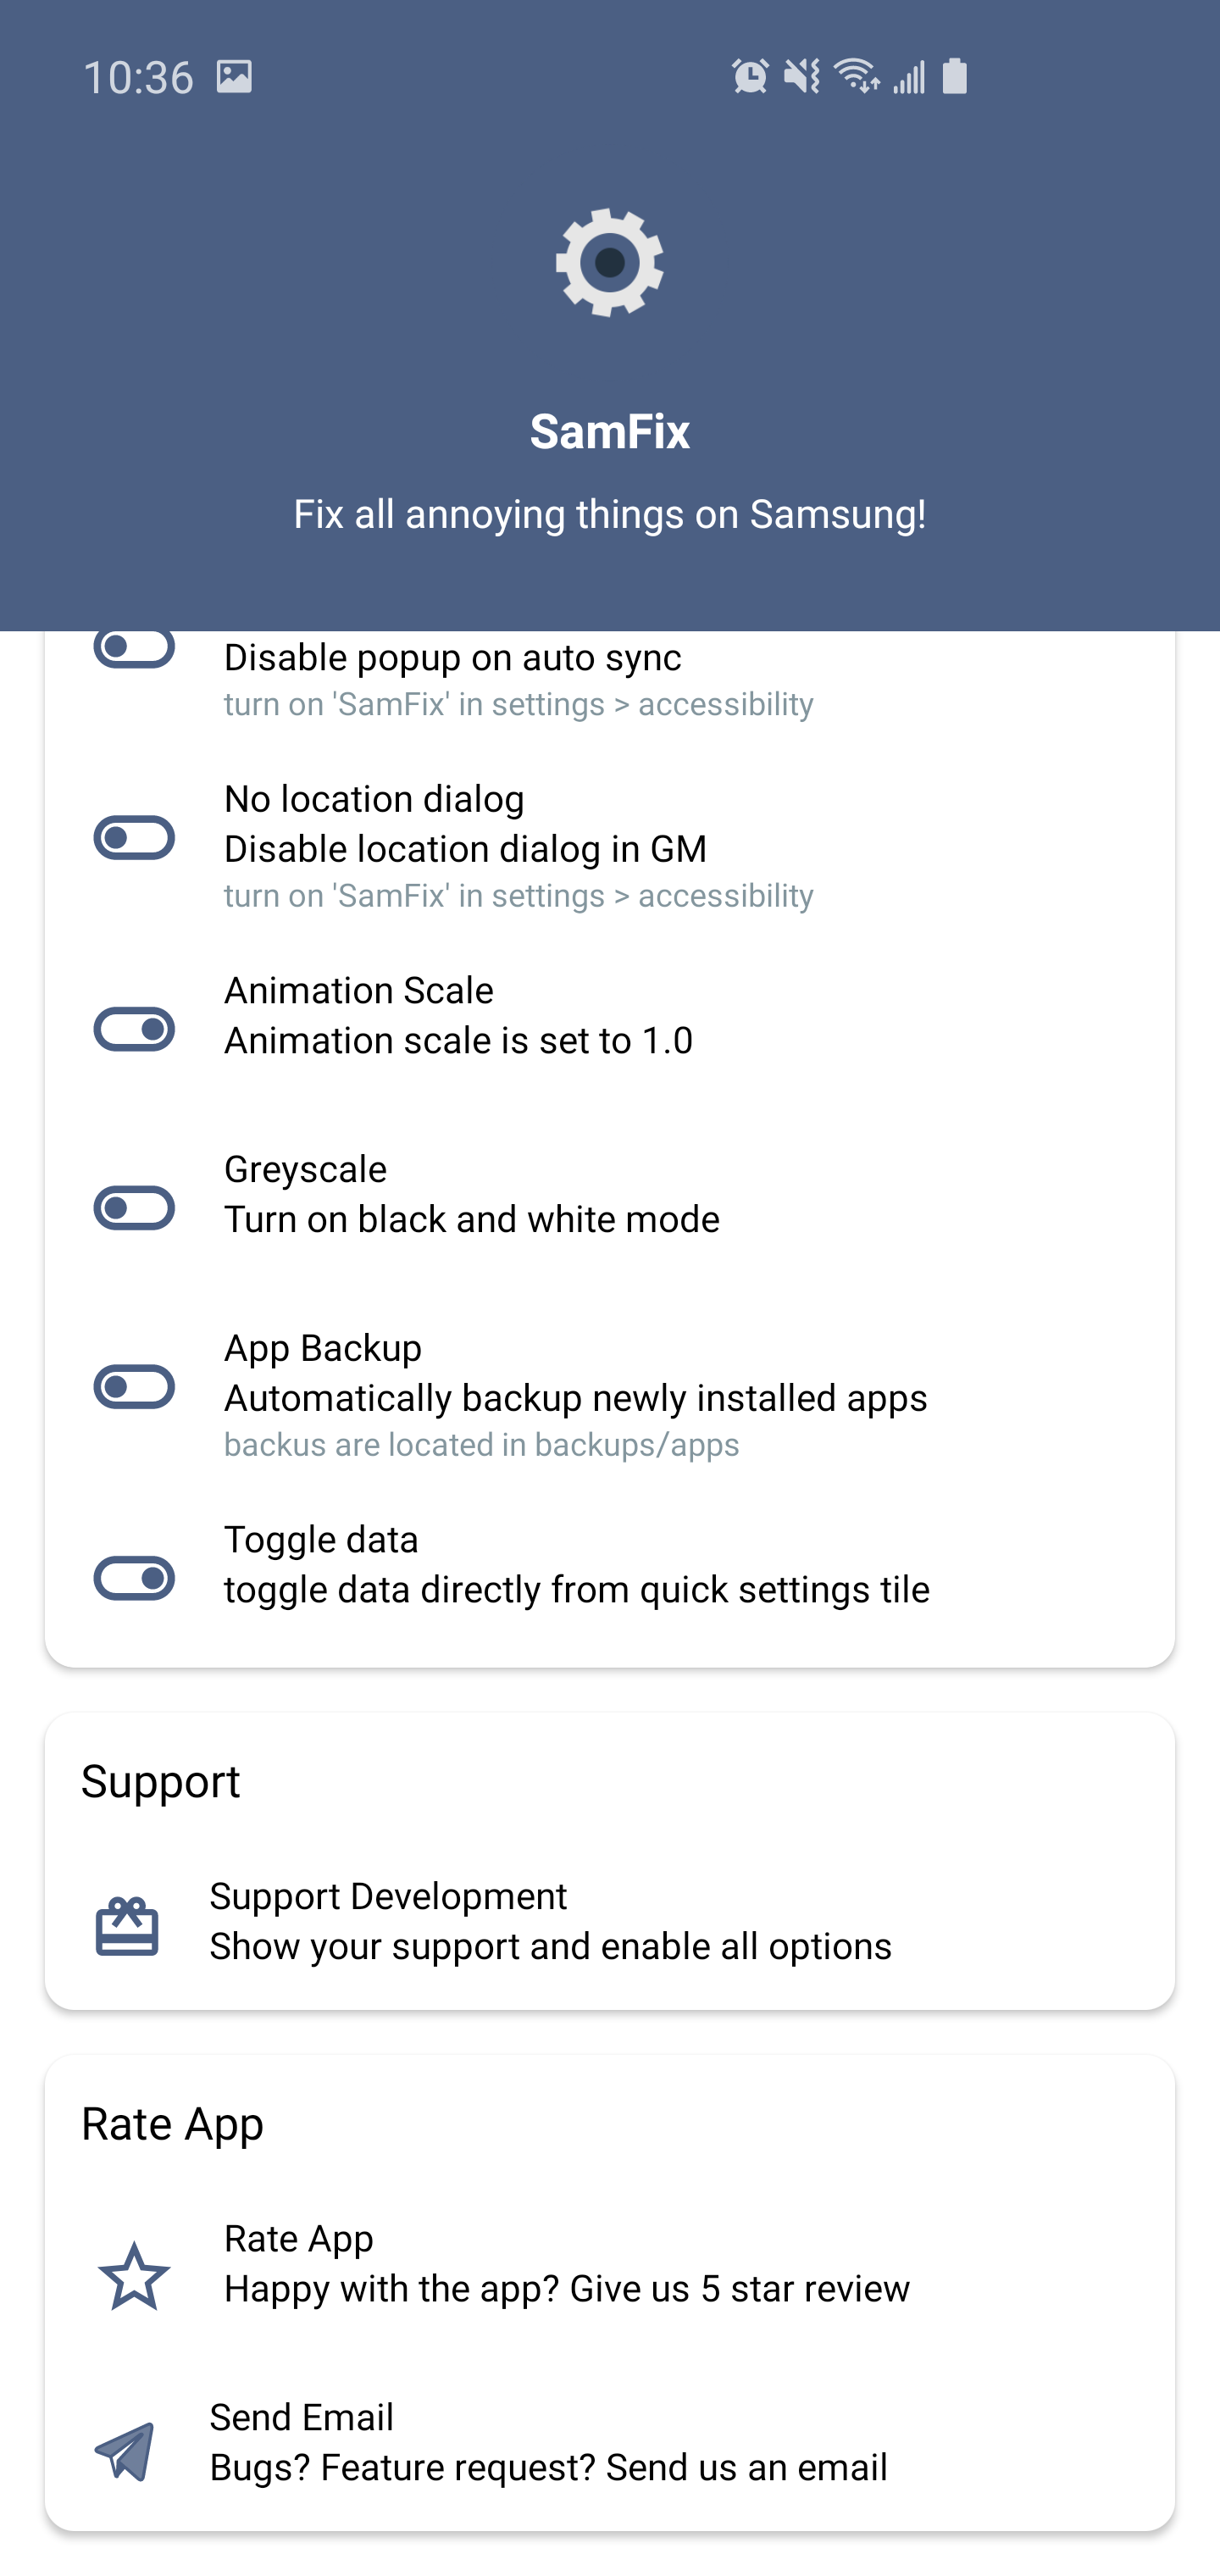 10:36
SamFix
Fix all annoying things on Samsung!
Disable popup on auto sync
turn on 'SamFix' in settings > accessibility
No location dialog
Disable location dialog in GM
turn on 'SamFix' in settings > accessibility
Animation Scale
Animation scale is set to 1.0
Greyscale
Turn on black and white mode
App Backup
Automatically backup newly installed apps
backus are located in backups/apps
Toggle data
toggle data directly from quick settings tile
Support
Support Development
Show your support and enable all options
Rate App
Rate App
Happy with the app? Give us 5 star review
Send Email
Bugs? Feature request? Send us an email